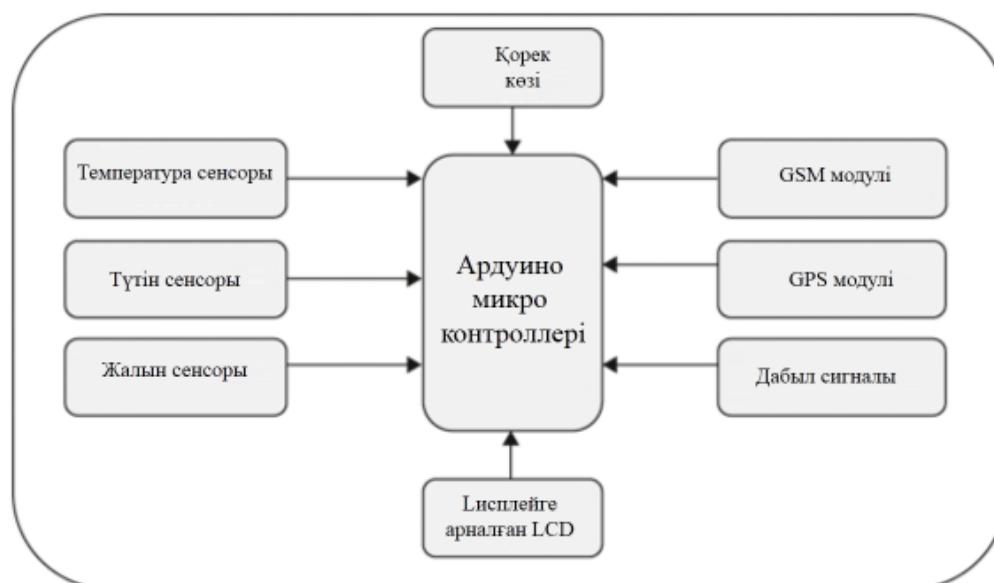 Қорек
көзі
Температура сенсоры
Түтін сенсоры
Жалын сенсоры
Ардуино
микро
контроллері
GSM модулі
GPS модулі
Дабыл сигналы
Lисплейге
арналған LCD